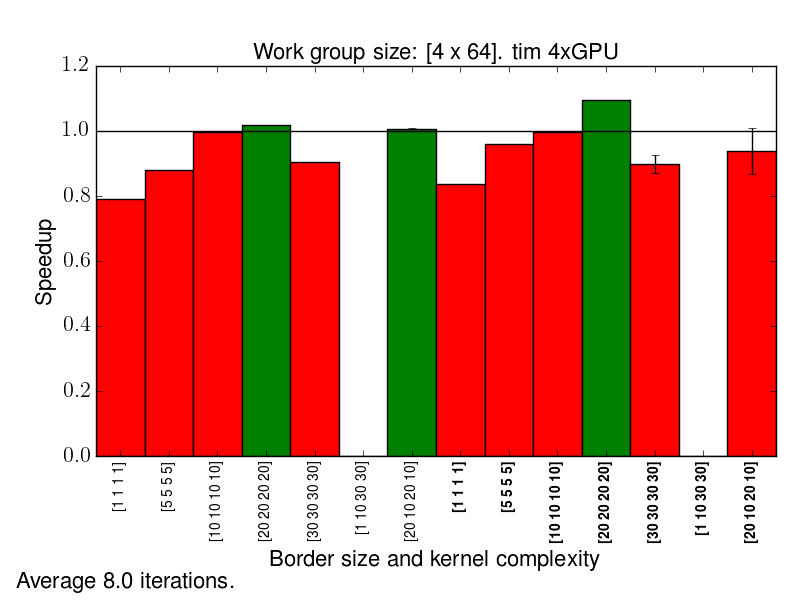 Work group size: [4 x 64]. tim 4xGPU
1.2
1.0
0.8
0.6
0.4
0.2
0.0
Speedup
[1 1 1 1]
[5 5 5 5]
[10 10 10 10]
[20 20 20 20]
[30 30 30 30]
[1 10 30 30]
[20 10 20 10]
[1 1 1 1]
[5 5 5 5]
[10 10 10 10]
[20 20 20 20]
[30 30 30 30]
[1 10 30 30]
[20 10 20 10]
Border size and kernel complexity
Average 8.0 iterations.